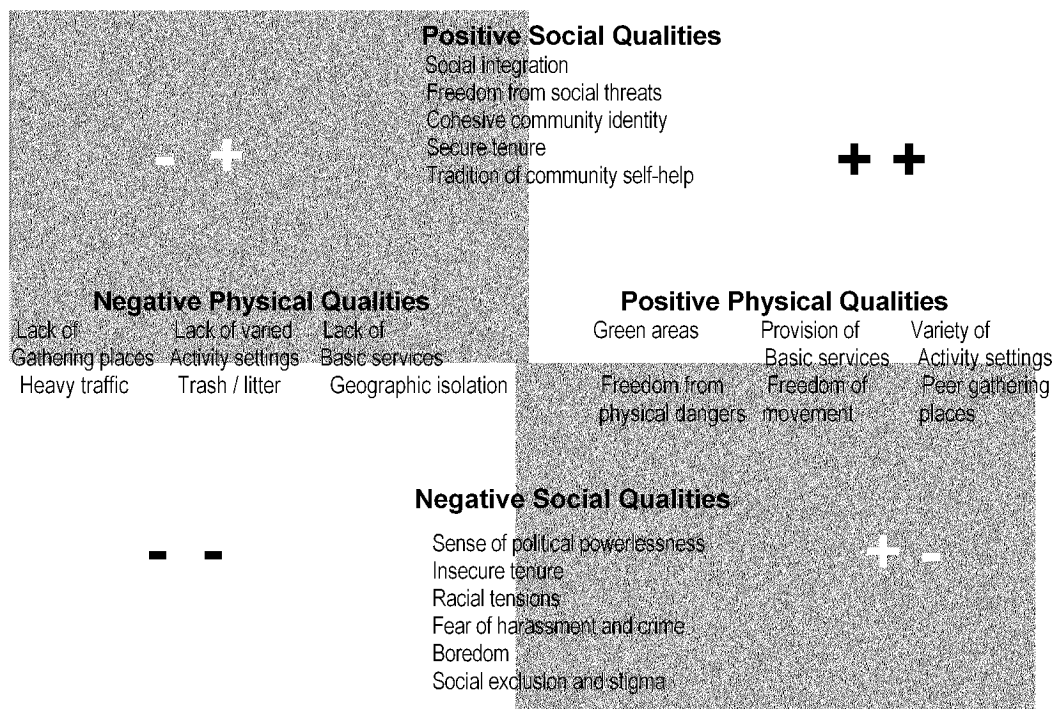 Positive Social Qualities
Social integration
Freedom from social threats
Cohesive community identity
Secure tenure
Tradition of community self-help
- +
+ +
Negative Physical Qualities
Lack of Gathering places
Lack of varied Activity settings
Lack of Basic services
Heavy traffic
Trash / litter
Geographic isolation
Positive Physical Qualities
Green areas
Provision of Basic services
Variety of Activity settings
Freedom from physical dangers
Freedom of movement
Peer gathering places
Negative Social Qualities
Sense of political powerlessness
Insecure tenure
Racial tensions
Fear of harassment and crime
Boredom
Social exclusion and stigma
- -
+ -